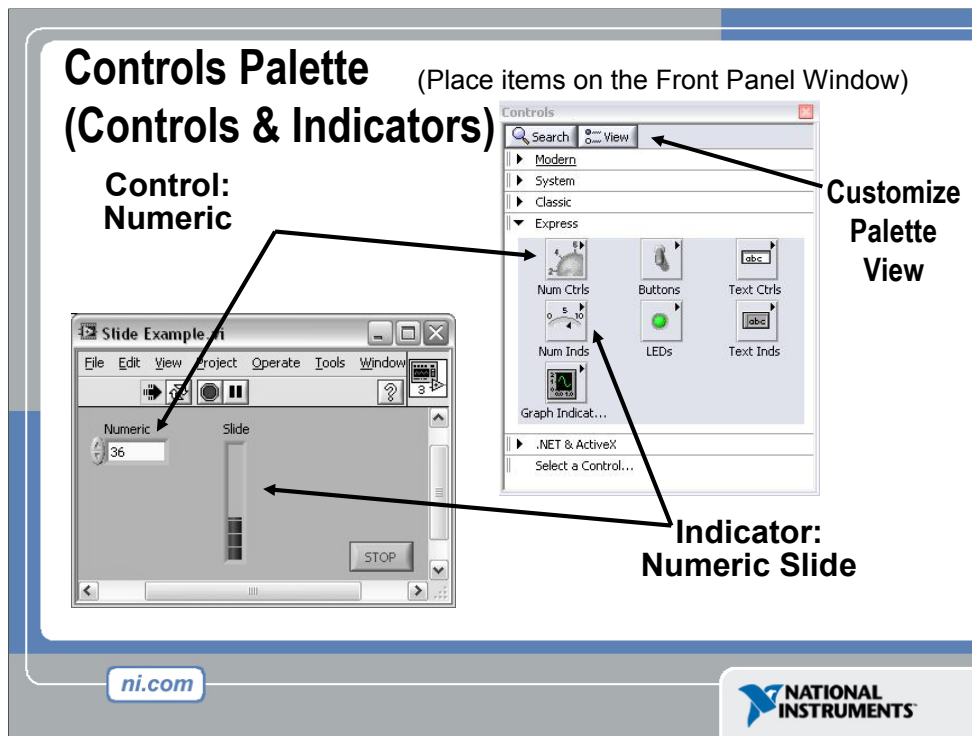 Controls Palette
(Controls & Indicators)
(Place items on the Front Panel Window)
Control:
Numeric
Controls
Search
View
Modern
System
Classic
Express
Num Ctrls
Buttons
Text Ctrls
Num Inds
LEDs
Text Inds
Graph Indicat...
.NET & ActiveX
Select a Control...
Customize
Palette
View
Slide Example.vi
File Edit View Project Operate Tools Window
3
Numeric
36
Slide
STOP
Indicator:
Numeric Slide
ni.com
NATIONAL
INSTRUMENTS